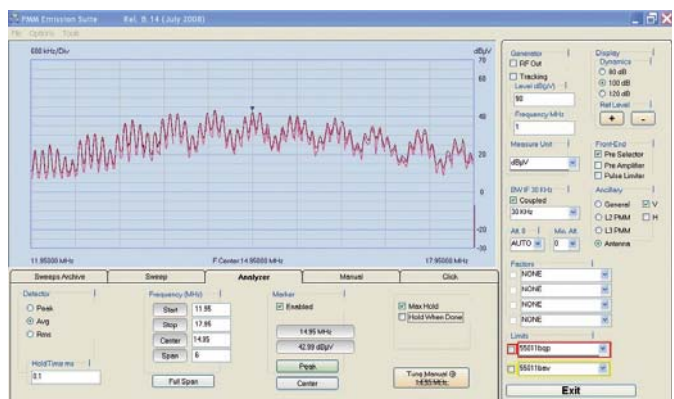 PMM Emission Suite Rel. 8.14 (July 2008)
File Options Tools
600 kHz/Div
dBµV
70
60
40
20
0
-20
-30
11.95000 MHz
F.Center:14.95000 MHz
17.95000 MHz
Sweeps Archive
Sweep
Analyzer
Manual
Click
Detector
Peak
Avg
Rms
HoldTime ms
0.1
Frequency (MHz)
Start 11.95
Stop 17.95
Center 14.95
Span 6
Full Span
Marker
Enabled
14.95 MHz
42.99 dBµV
Peak
Center
Max Hold
Hold When Done
Tune Manual @
14.95 MHz
Generator
RF Out
Tracking
Level dB(µV)
90
Frequency MHz
1
Measure Unit
dBµV
BW IF 30 KHz
Coupled
30 KHz
Att. 0
Min. Att.
AUTO
0
Display
Dynamics
80 dB
100 dB
120 dB
Ref Level
+ -
Front-End
Pre Selector
Pre Amplifier
Pulse Limiter
Ancillary
General V
L2 PMM H
L3 PMM
Antenna
Factors
NONE
NONE
NONE
NONE
Limits
Exit